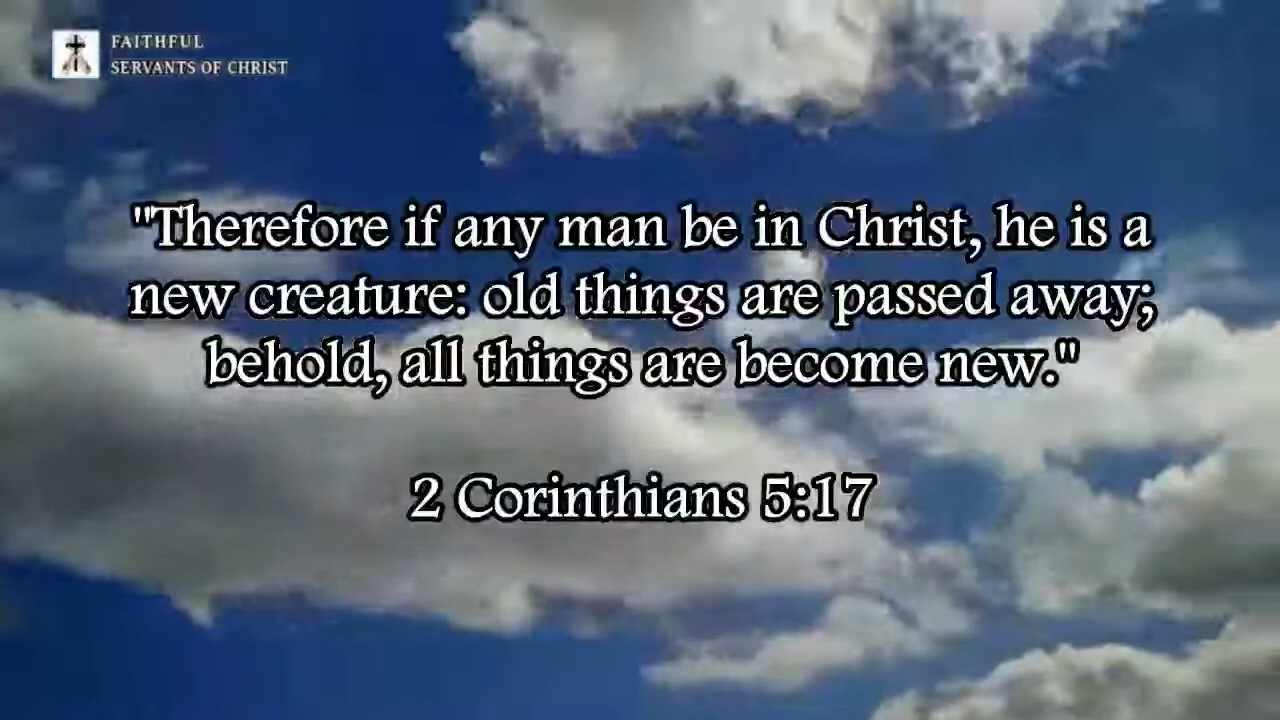 FAITHFUL
SERVANTS OF CHRIST
"Therefore if any man be in Christ, he is a
new creature: old things are passed away;
behold, all things are become new."
2 Corinthians 5:17